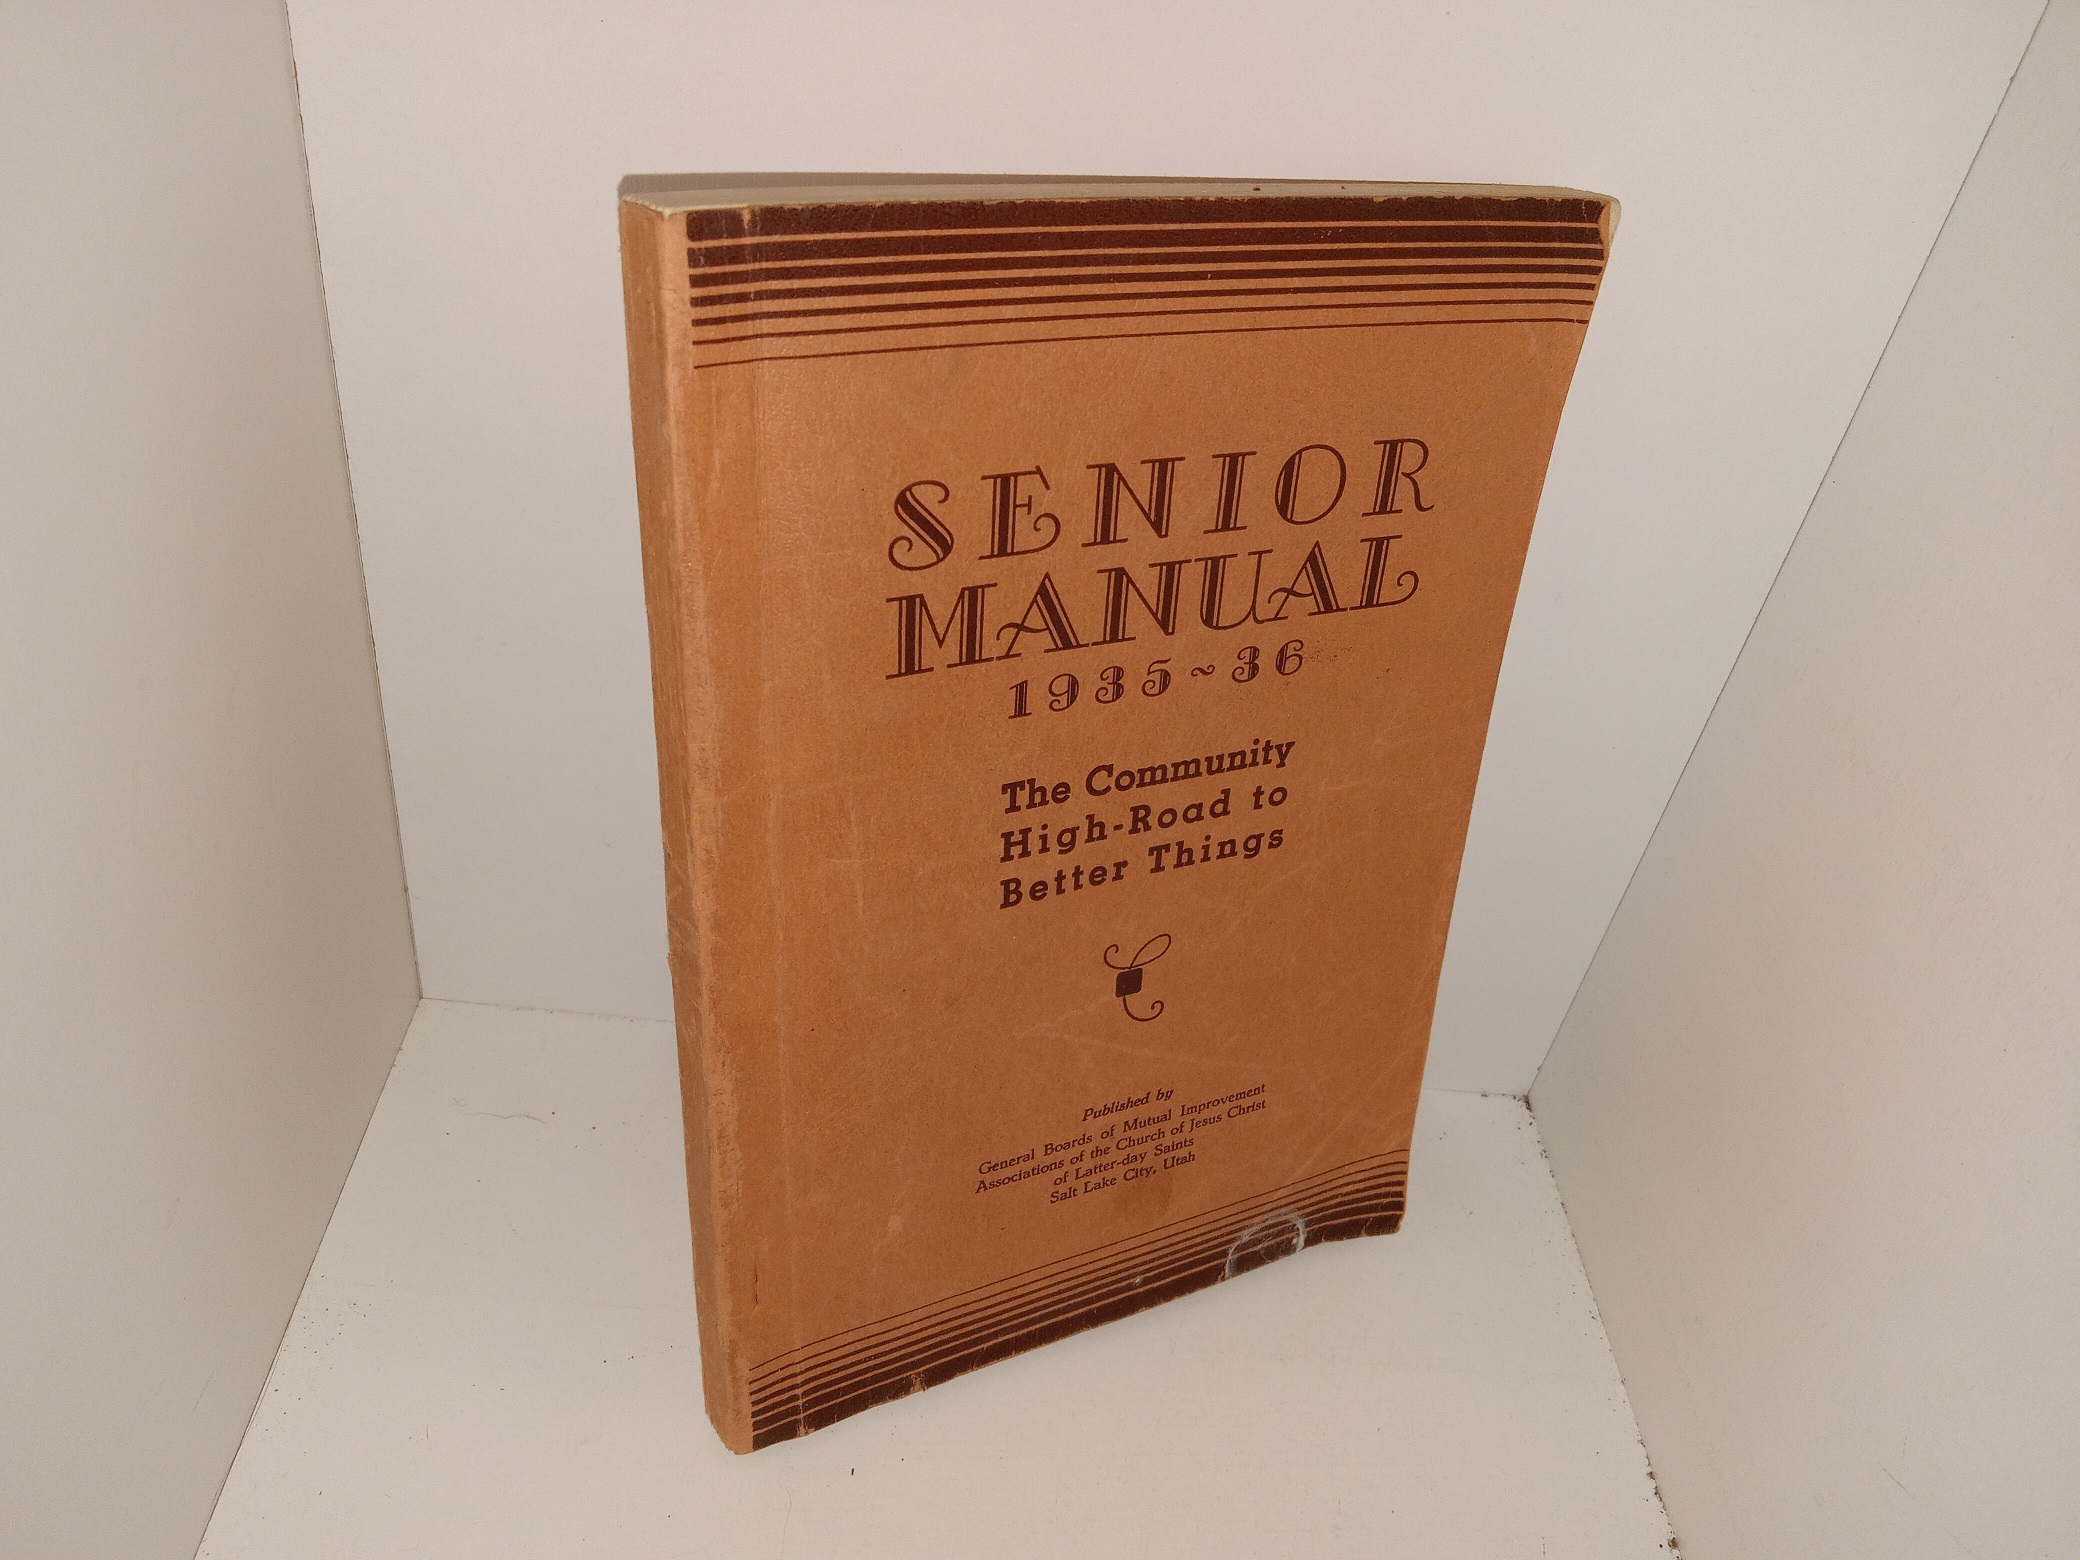 SENIOR
MANUAL
1935~36
The Community
High-Road to
Better Things
Published by
General Boards of Mutual Improvement
Associations of the Church of Jesus Christ
of Latter-day Saints
Salt Lake City, Utah